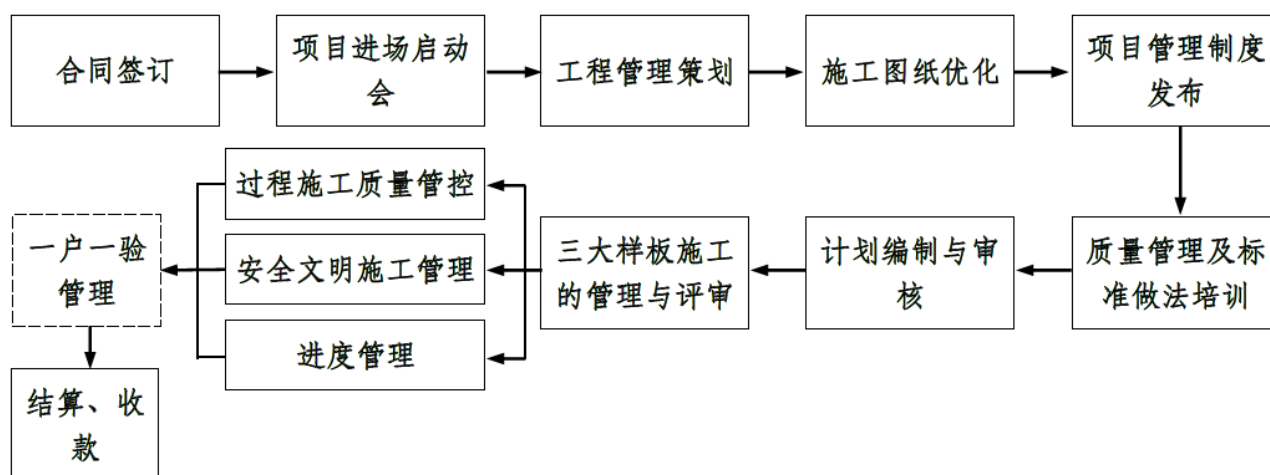 合同签订
项目进场启动
会
工程管理策划
施工图纸优化
项目管理制度
发布
质量管理及标
准做法培训
计划编制与审
核
三大样板施工
的管理与评审
过程施工质量管控
安全文明施工管理
进度管理
一户一验
管理
结算、收
款